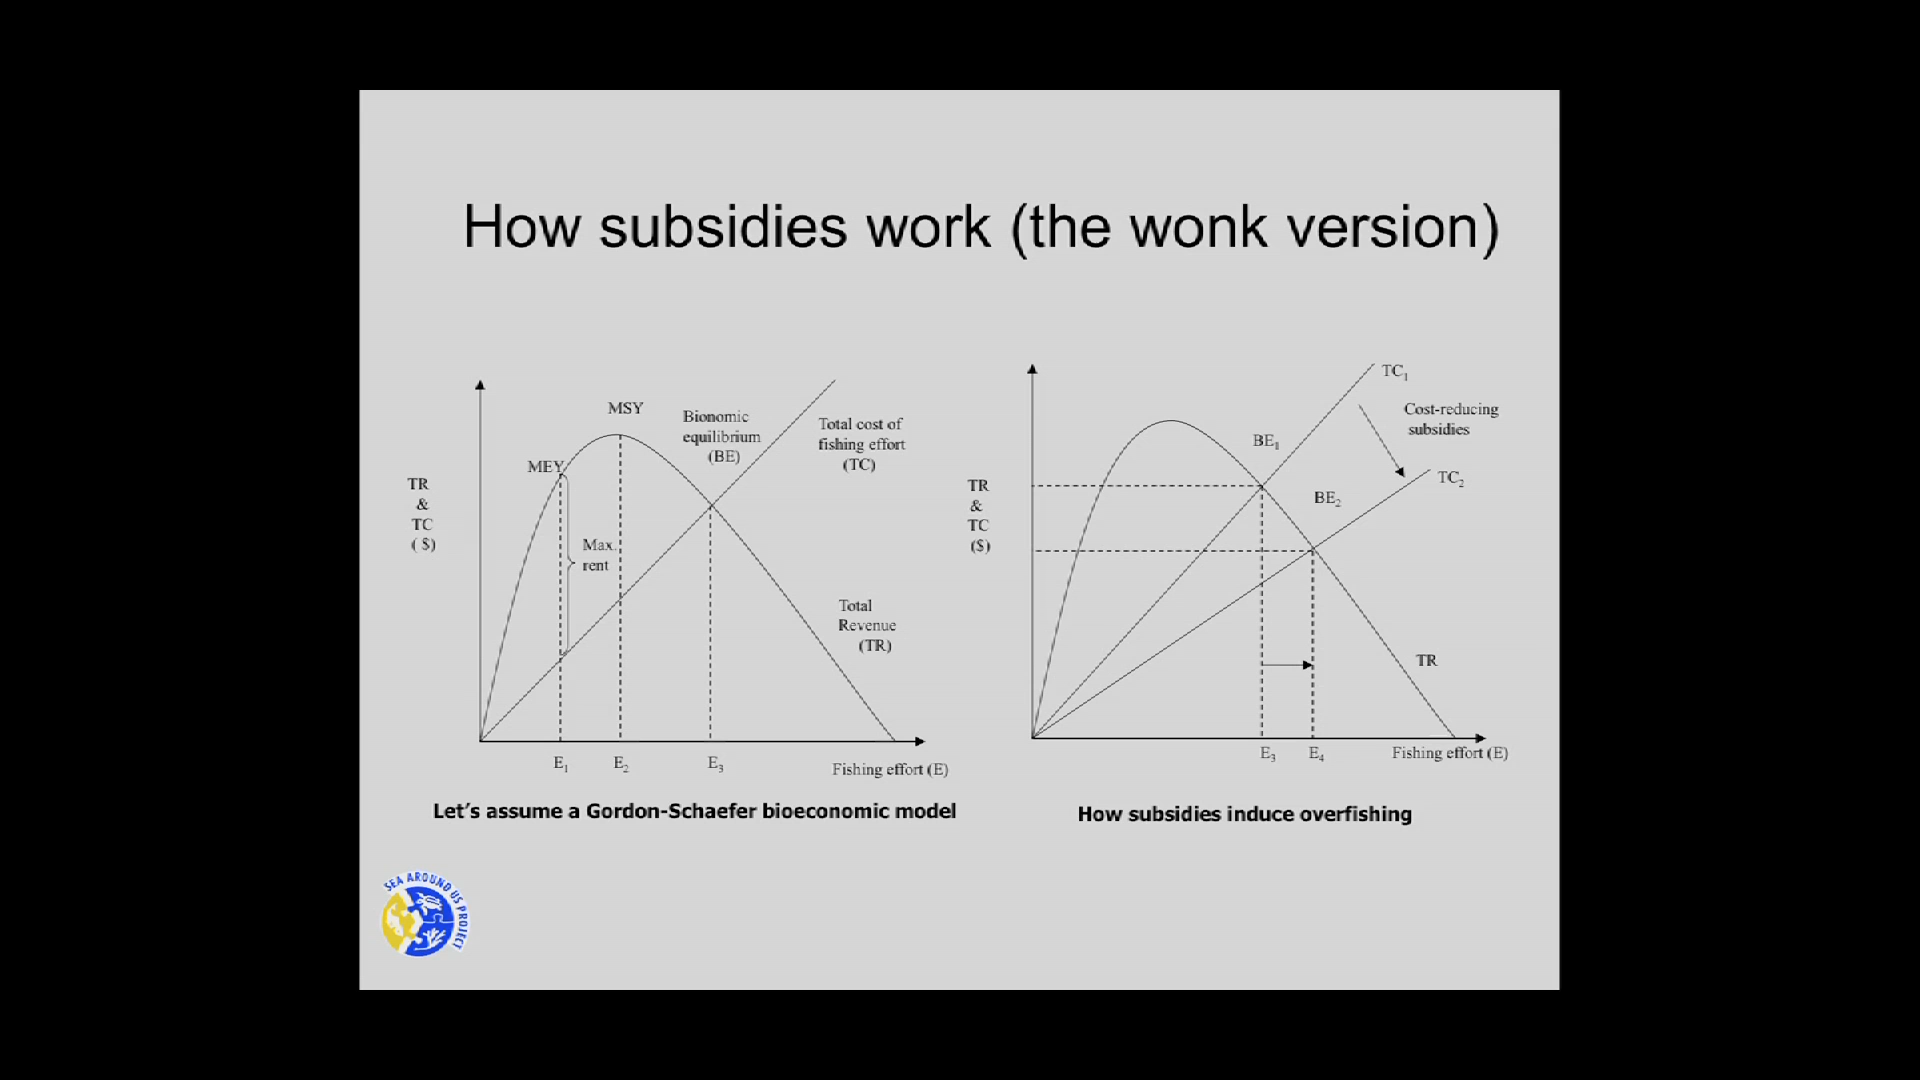 How subsidies work (the wonk version)
MSY
MEY
Bionomic
equilibrium
(BE)
Total cost of
fishing effort
(TC)
TR
&
TC
( $)
Max.
rent
Total
Revenue
(TR)
E1
E2
E3
Fishing effort (E)
Let's assume a Gordon-Schaefer bioeconomic model
TC1
Cost-reducing
subsidies
BE1
TC2
BE2
TR
&
TC
($)
TR
E3
E4
Fishing effort (E)
How subsidies induce overfishing
SEA AROUND US PROJECT